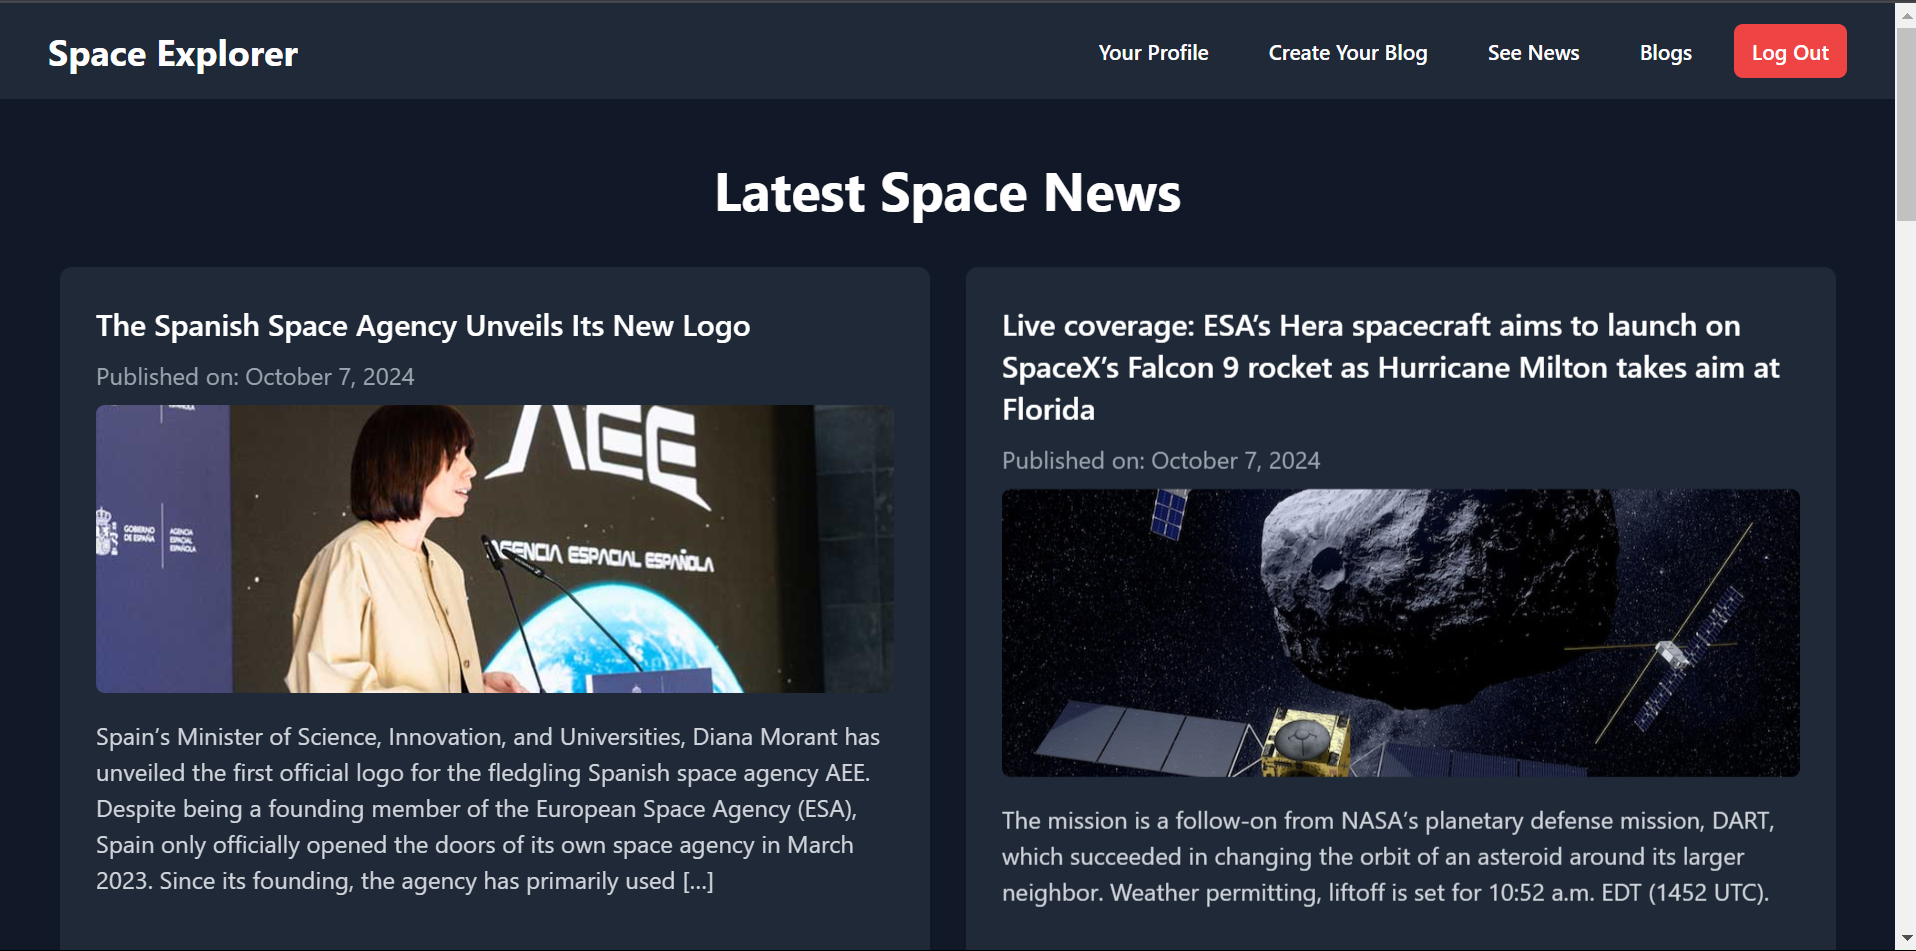 Space Explorer
Your Profile
Create Your Blog
See News
Blogs
Log Out
Latest Space News
The Spanish Space Agency Unveils Its New Logo
Published on: October 7, 2024
AEE
AGENCIA ESPACIAL ESPAÑOLA
GOBIERNO
DE ESPAÑA
AGENCIA
ESPACIAL
ESPAÑOLA
Spain’s Minister of Science, Innovation, and Universities, Diana Morant has
unveiled the first official logo for the fledgling Spanish space agency AEE.
Despite being a founding member of the European Space Agency (ESA),
Spain only officially opened the doors of its own space agency in March
2023. Since its founding, the agency has primarily used [...]
Live coverage: ESA’s Hera spacecraft aims to launch on
SpaceX’s Falcon 9 rocket as Hurricane Milton takes aim at
Florida
Published on: October 7, 2024
The mission is a follow-on from NASA’s planetary defense mission, DART,
which succeeded in changing the orbit of an asteroid around its larger
neighbor. Weather permitting, liftoff is set for 10:52 a.m. EDT (1452 UTC).